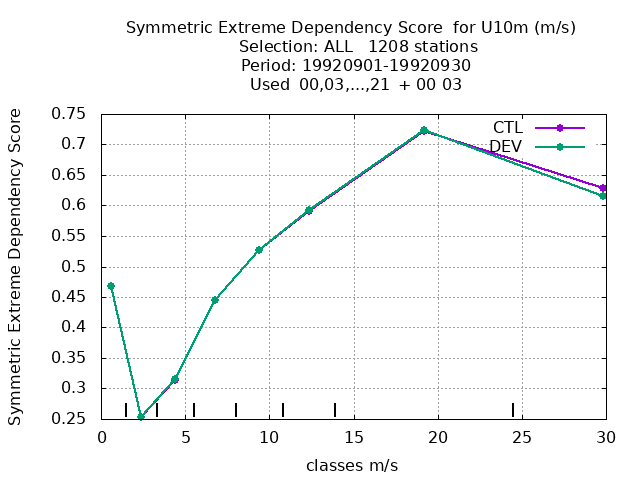 Symmetric Extreme Dependency Score  for U10m (m/s)
Selection: ALL   1208 stations
Period: 19920901-19920930
Used  00,03,...,21  + 00 03
Symmetric Extreme Dependency Score
0.75
0.7
0.65
0.6
0.55
0.5
0.45
0.4
0.35
0.3
0.25
CTL
DEV
0 5 10 15 20 25 30
classes m/s